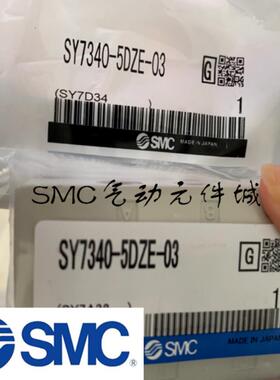 SY7340-5DZE-03
G
(SY7D34 )
1
SMC
MADE IN JAPAN
SMC气动元件城
SY7340-5DZE-03
G
1
SMC
MADE IN JAPAN
SMC